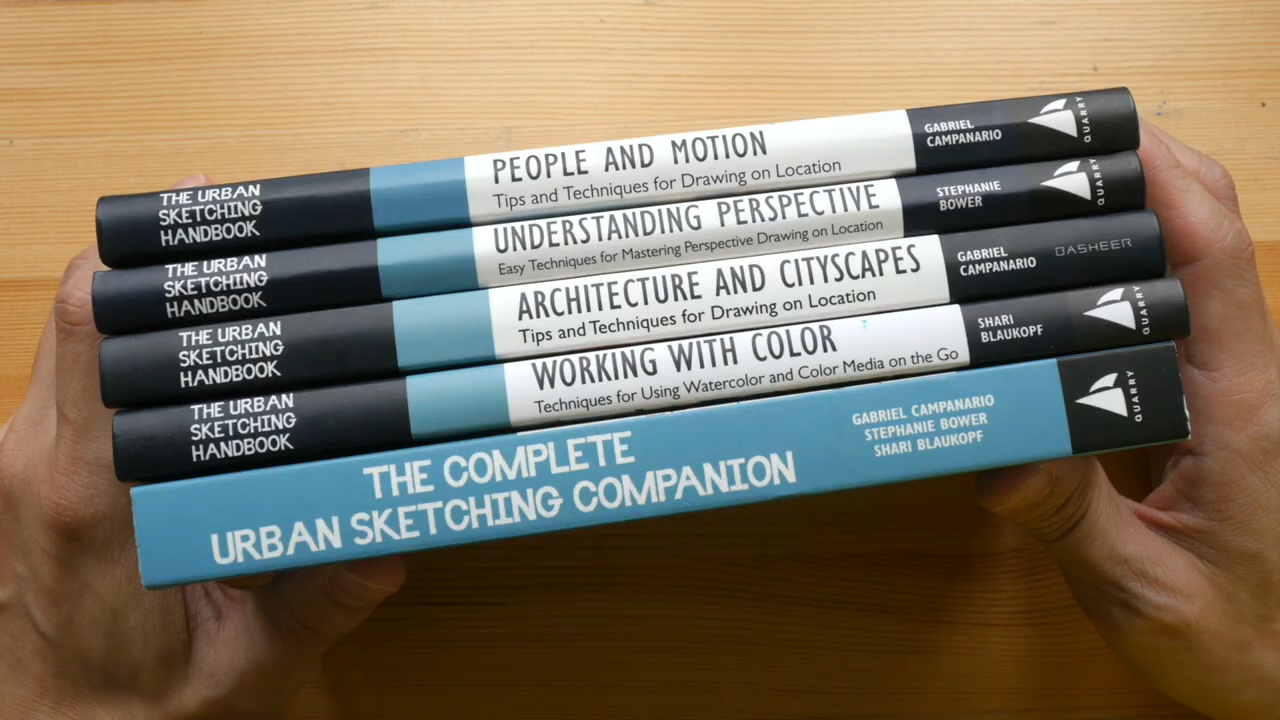 THE URBAN
SKETCHING
HANDBOOK
PEOPLE AND MOTION
Tips and Techniques for Drawing on Location
GABRIEL
CAMPANARIO
QUARRY
THE URBAN
SKETCHING
HANDBOOK
UNDERSTANDING PERSPECTIVE
Easy Techniques for Mastering Perspective Drawing on Location
STEPHANIE
BOWER
QUARRY
THE URBAN
SKETCHING
HANDBOOK
ARCHITECTURE AND CITYSCAPES
Tips and Techniques for Drawing on Location
GABRIEL
CAMPANARIO
DASHEER
THE URBAN
SKETCHING
HANDBOOK
WORKING WITH COLOR
Techniques for Using Watercolor and Color Media on the Go
SHARI
BLAUKOPF
QUARRY
THE COMPLETE
URBAN SKETCHING COMPANION
GABRIEL CAMPANARIO
STEPHANIE BOWER
SHARI BLAUKOPF
QUARRY